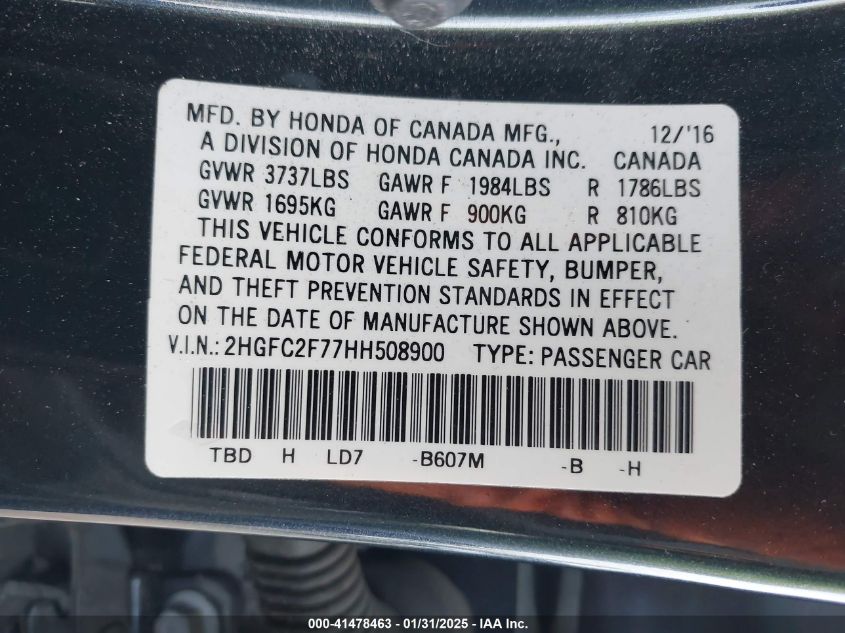 MFD. BY HONDA OF CANADA MFG., 12/'16
A DIVISION OF HONDA CANADA INC. CANADA
GVWR 3737LBS GAWR F 1984LBS R 1786LBS
GVWR 1695KG GAWR F 900KG R 810KG
THIS VEHICLE CONFORMS TO ALL APPLICABLE
FEDERAL MOTOR VEHICLE SAFETY, BUMPER,
AND THEFT PREVENTION STANDARDS IN EFFECT
ON THE DATE OF MANUFACTURE SHOWN ABOVE.
V.I.N.: 2HGFC2F77HH508900 TYPE: PASSENGER CAR
TBD H LD7 -B607M -B -H
000-41478463 - 01/31/2025 - IAA Inc.